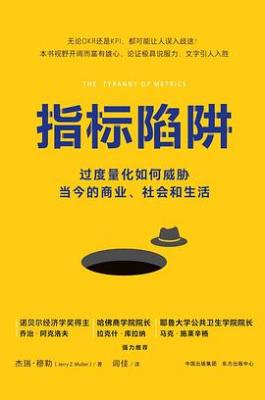 无论OKR还是KPI，都可能让人误入歧途！
本书视野开阔而富有雄心，论证极具说服力，文字引人入胜
THE TYRANNY OF METRICS
指标陷阱
过度量化如何威胁
当今的商业、社会和生活
诺贝尔经济学奖得主 哈佛商学院院长 耶鲁大学公共卫生学院院长
乔治·阿克洛夫 拉克什·库拉纳 马克·施莱辛格
强力推荐
杰瑞·穆勒（Jerry Z Muller）著 闾佳 译 中国出版集团 东方出版中心